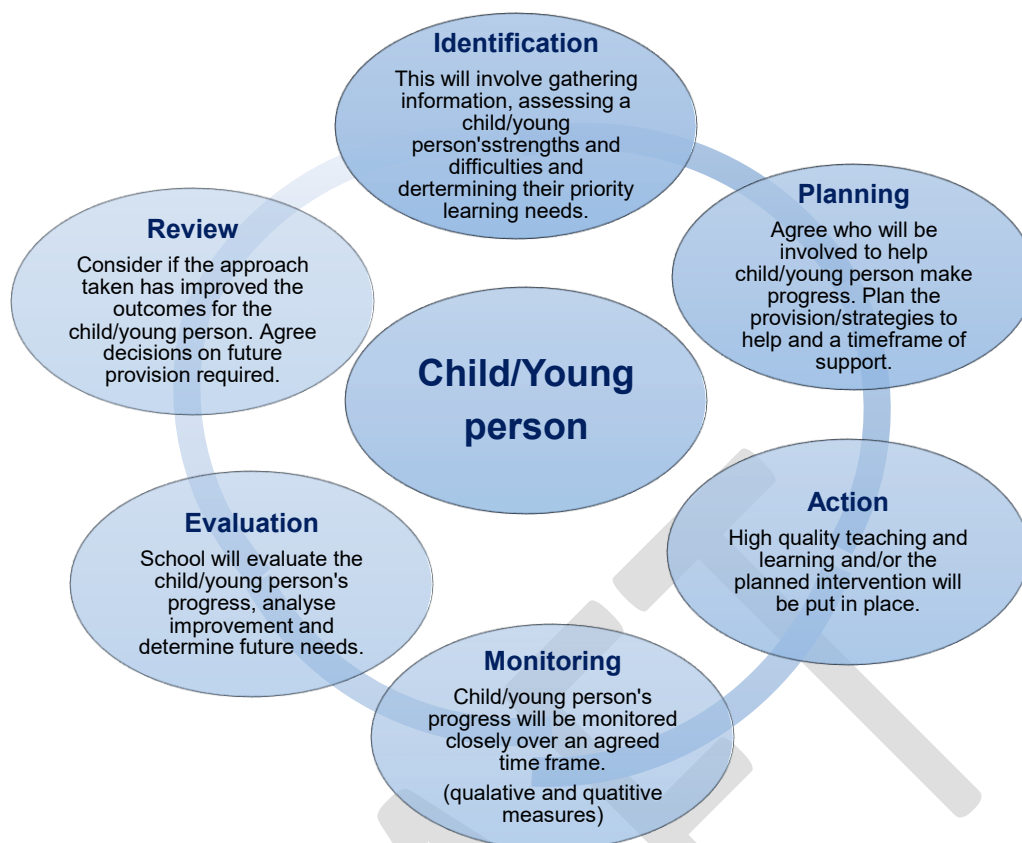 Identification
This will involve gathering
information, assessing a
child/young
person'sstrengths and
difficulties and
dertermining their priority
learning needs.
Planning
Agree who will be
involved to help
child/young person make
progress. Plan the
provision/strategies to
help and a timeframe of
support.
Action
High quality teaching and
learning and/or the
planned intervention will
be put in place.
Monitoring
Child/young person's
progress will be monitored
closely over an agreed
time frame.
(qualative and quatitive
measures)
Evaluation
School will evaluate the
child/young person's
progress, analyse
improvement and
determine future needs.
Review
Consider if the approach
taken has improved the
outcomes for the
child/young person. Agree
decisions on future
provision required.
Child/Young
person